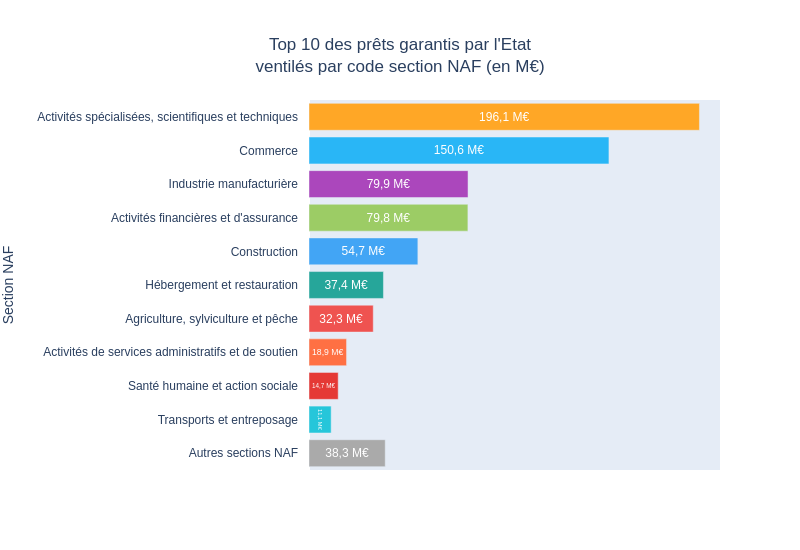 Top 10 des prêts garantis par l'Etat
ventilés par code section NAF (en M€)
Section NAF
Activités spécialisées, scientifiques et techniques 196,1 M€
Commerce 150,6 M€
Industrie manufacturière 79,9 M€
Activités financières et d'assurance 79,8 M€
Construction 54,7 M€
Hébergement et restauration 37,4 M€
Agriculture, sylviculture et pêche 32,3 M€
Activités de services administratifs et de soutien 18,9 M€
Santé humaine et action sociale 14,7 M€
Transports et entreposage 11,1 M€
Autres sections NAF 38,3 M€